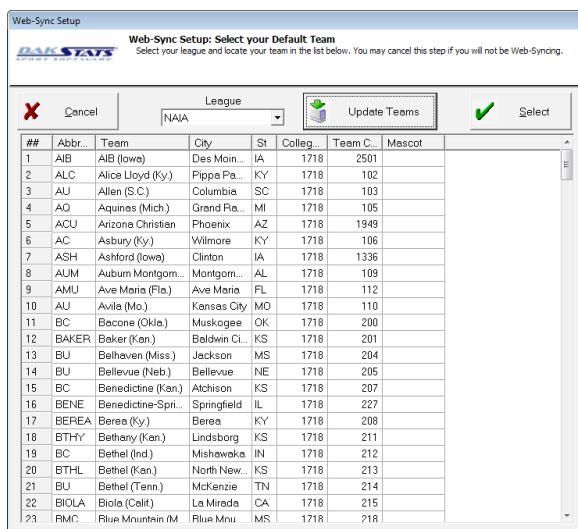 Web-Sync Setup
DAK STATS
SPORT SOFTWARE
Web-Sync Setup: Select your Default Team
Select your league and locate your team in the list below. You may cancel this step if you will not be Web-Syncing.
Cancel
League
NAIA
Update Teams
Select
## Abbr... Team City St Colleg... Team C... Mascot
1 AIB AIB (Iowa) Des Moin... IA 1718 2501
2 ALC Alice Lloyd (Ky.) Pippa Pa... KY 1718 102
3 AU Allen (S.C.) Columbia SC 1718 103
4 AQ Aquinas (Mich.) Grand Ra... MI 1718 105
5 ACU Arizona Christian Phoenix AZ 1718 1949
6 AC Asbury (Ky.) Wilmore KY 1718 106
7 ASH Ashford (Iowa) Clinton IA 1718 1336
8 AUM Auburn Montgom... Montgom... AL 1718 109
9 AMU Ave Maria (Fla.) Ave Maria FL 1718 112
10 AU Avila (Mo.) Kansas City MO 1718 110
11 BC Bacone (Okla.) Muskogee OK 1718 200
12 BAKER Baker (Kan.) Baldwin Ci... KS 1718 201
13 BU Belhaven (Miss.) Jackson MS 1718 204
14 BU Bellevue (Neb.) Bellevue NE 1718 205
15 BC Benedictine (Kan.) Atchison KS 1718 207
16 BENE Benedictine-Spri... Springfield IL 1718 227
17 BEREA Berea (Ky.) Berea KY 1718 208
18 BTHY Bethany (Kan.) Lindsborg KS 1718 211
19 BC Bethel (Ind.) Mishawaka IN 1718 212
20 BTHL Bethel (Kan.) North New... KS 1718 213
21 BU Bethel (Tenn.) McKenzie TN 1718 214
22 BIOLA Biola (Calif.) La Mirada CA 1718 215
23 BMC Blue Mountain (M... Blue Mou... MS 1718 218